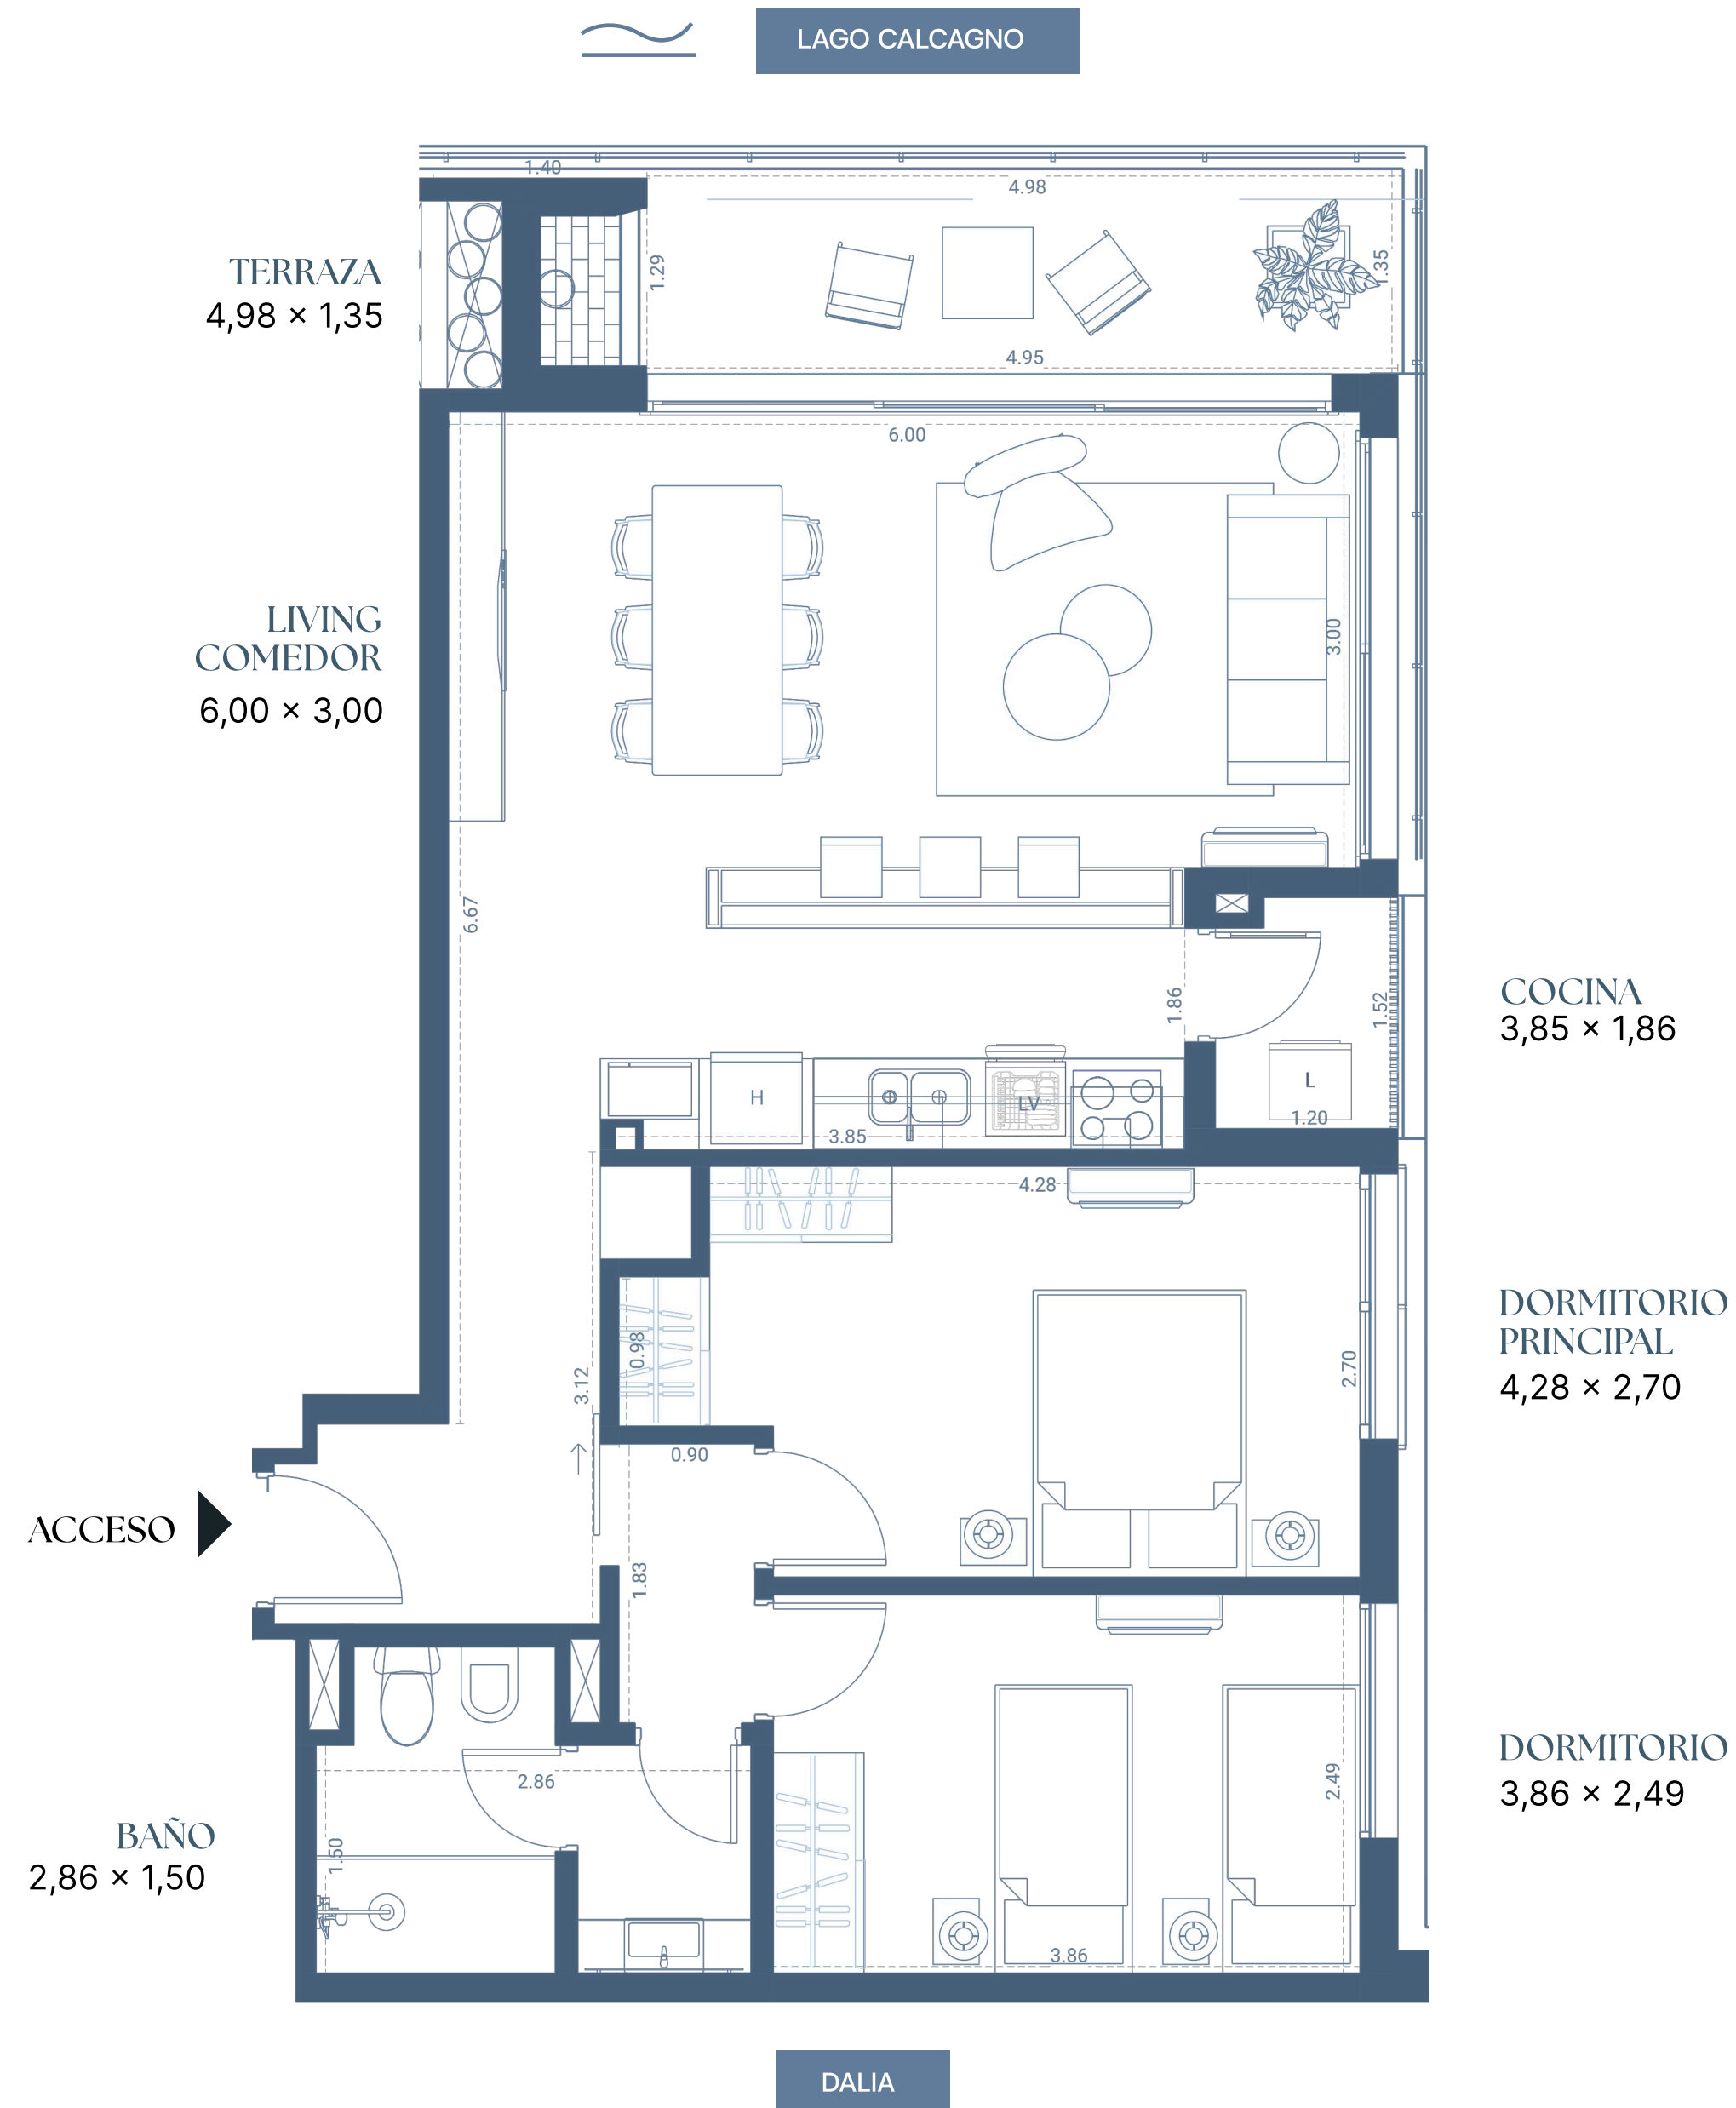 LAGO CALCAGNO
1.40
4.98
TERRAZA
4,98 × 1,35
1.29
1.35
4.95
6.00
LIVING
COMEDOR
6,00 × 3,00
3.00
6.67
COCINA
3,85 × 1,86
1.86
1.52
H
LV
L
1.20
3.85
4.28
DORMITORIO
PRINCIPAL
4,28 × 2,70
0.98
3.12
2.70
0.90
ACCESO
1.83
DORMITORIO
3,86 × 2,49
2.86
2.49
BAÑO
2,86 × 1,50
1.50
3.86
DALIA